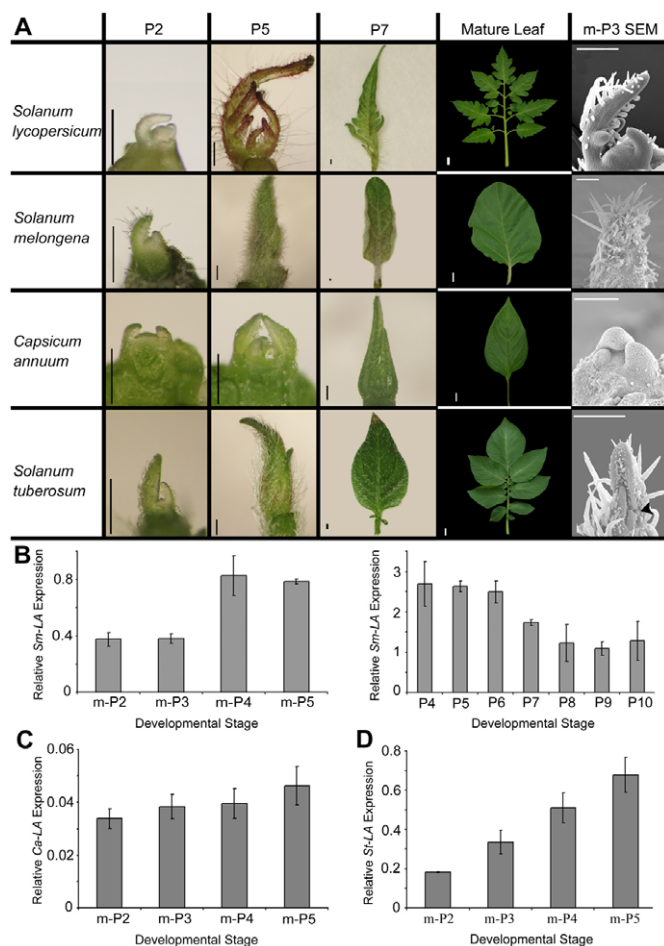 A P2 P5 P7 Mature Leaf m-P3 SEM
Solanum
lycopersicum
Solanum
melongena
Capsicum
annuum
Solanum
tuberosum
B
Relative Sm-LA Expression
0.8
0.4
0
m-P2 m-P3 m-P4 m-P5
Developmental Stage
Relative Sm-LA Expression
3
2
1
0
P4 P5 P6 P7 P8 P9 P10
Developmental Stage
C
Relative Ca-LA Expression
0.06
0.04
0.02
0.00
m-P2 m-P3 m-P4 m-P5
Developmental Stage
D
Relative St-LA Expression
0.8
0.6
0.4
0.2
0
m-P2 m-P3 m-P4 m-P5
Developmental Stage